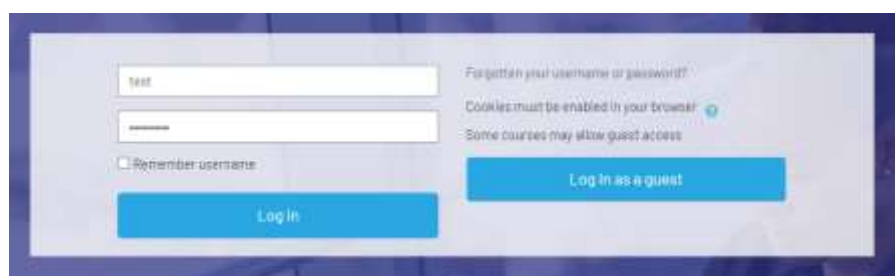 test
Remember username
Log in
Forgotten your username or password?
Cookies must be enabled in your browser
Some courses may allow guest access
Log in as a guest